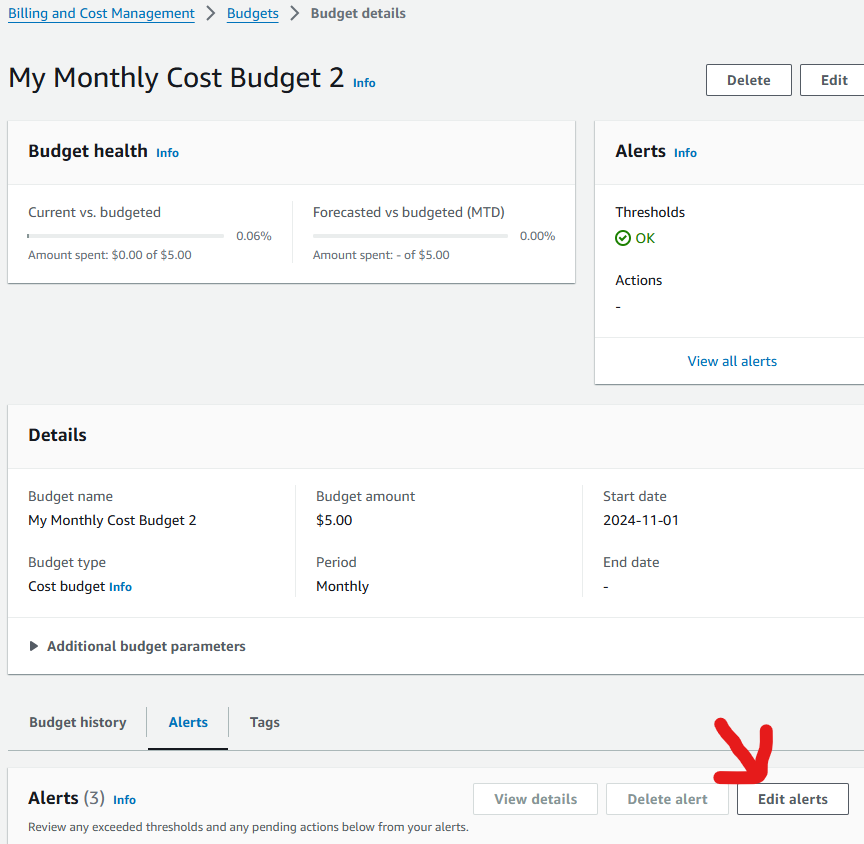 Billing and Cost Management > Budgets > Budget details
My Monthly Cost Budget 2 Info
Delete Edit
Budget health Info
Current vs. budgeted
0.06%
Amount spent: $0.00 of $5.00
Forecasted vs budgeted (MTD)
0.00%
Amount spent: - of $5.00
Alerts Info
Thresholds
OK
Actions
-
View all alerts
Details
Budget name
My Monthly Cost Budget 2
Budget type
Cost budget Info
Budget amount
$5.00
Period
Monthly
Start date
2024-11-01
End date
-
Additional budget parameters
Budget history Alerts Tags
Alerts (3) Info
View details Delete alert Edit alerts
Review any exceeded thresholds and any pending actions below from your alerts.